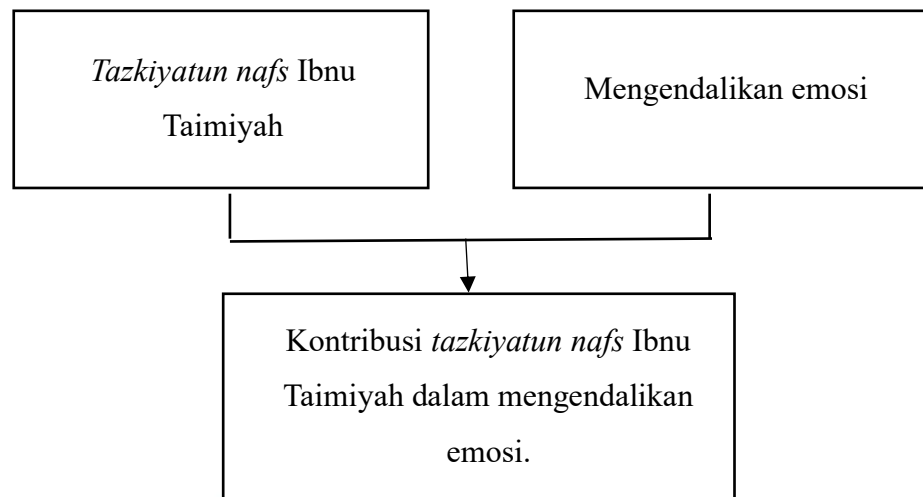 Tazkiyatun nafs Ibnu
Taimiyah
Mengendalikan emosi
Kontribusi tazkiyatun nafs Ibnu
Taimiyah dalam mengendalikan
emosi.